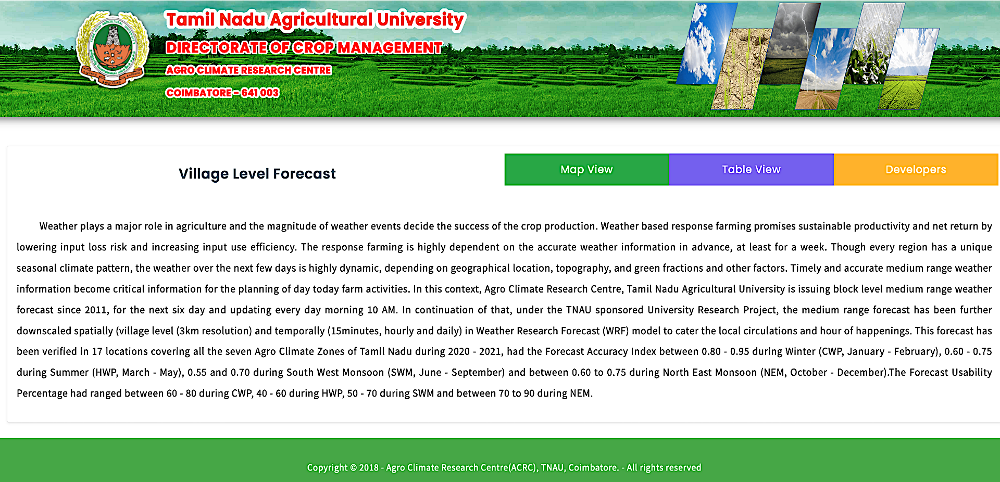 Tamil Nadu Agricultural University
DIRECTORATE OF CROP MANAGEMENT
AGRO CLIMATE RESEARCH CENTRE
COIMBATORE - 641 003
Village Level Forecast
Map View
Table View
Developers
Weather plays a major role in agriculture and the magnitude of weather events decide the success of the crop production. Weather based response farming promises sustainable productivity and net return by
lowering input loss risk and increasing input use efficiency. The response farming is highly dependent on the accurate weather information in advance, at least for a week. Though every region has a unique
seasonal climate pattern, the weather over the next few days is highly dynamic, depending on geographical location, topography, and green fractions and other factors. Timely and accurate medium range weather
information become critical information for the planning of day today farm activities. In this context, Agro Climate Research Centre, Tamil Nadu Agricultural University is issuing block level medium range weather
forecast since 2011, for the next six day and updating every day morning 10 AM. In continuation of that, under the TNAU sponsored University Research Project, the medium range forecast has been further
downscaled spatially (village level (3km resolution) and temporally (15minutes, hourly and daily) in Weather Research Forecast (WRF) model to cater the local circulations and hour of happenings. This forecast has
been verified in 17 locations covering all the seven Agro Climate Zones of Tamil Nadu during 2020 - 2021, had the Forecast Accuracy Index between 0.80 - 0.95 during Winter (CWP, January - February), 0.60 - 0.75
during Summer (HWP, March - May), 0.55 and 0.70 during South West Monsoon (SWM, June - September) and between 0.60 to 0.75 during North East Monsoon (NEM, October - December).The Forecast Usability
Percentage had ranged between 60 - 80 during CWP, 40 - 60 during HWP, 50 - 70 during SWM and between 70 to 90 during NEM.
Copyright © 2018 - Agro Climate Research Centre(ACRC), TNAU, Coimbatore. - All rights reserved